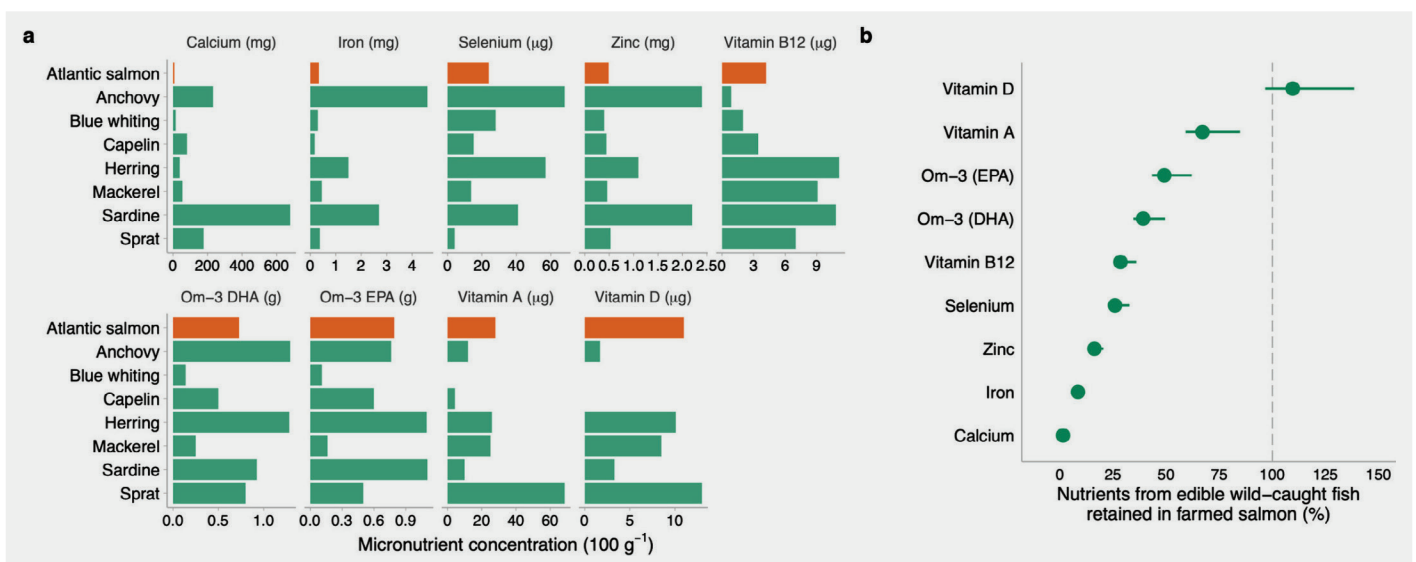 a
Calcium (mg) Iron (mg) Selenium (μg) Zinc (mg) Vitamin B12 (μg)
Atlantic salmon
Anchovy
Blue whiting
Capelin
Herring
Mackerel
Sardine
Sprat
0 200 400 600 0 1 2 3 4 0 20 40 60 0.0 0.5 1.0 1.5 2.0 2.5 0 3 6 9
Om−3 DHA (g) Om−3 EPA (g) Vitamin A (μg) Vitamin D (μg)
Atlantic salmon
Anchovy
Blue whiting
Capelin
Herring
Mackerel
Sardine
Sprat
0.0 0.5 1.0 0.0 0.3 0.6 0.9 0 20 40 60 0 5 10
Micronutrient concentration (100 g⁻¹)
b
Vitamin D
Vitamin A
Om−3 (EPA)
Om−3 (DHA)
Vitamin B12
Selenium
Zinc
Iron
Calcium
0 25 50 75 100 125 150
Nutrients from edible wild−caught fish
retained in farmed salmon (%)